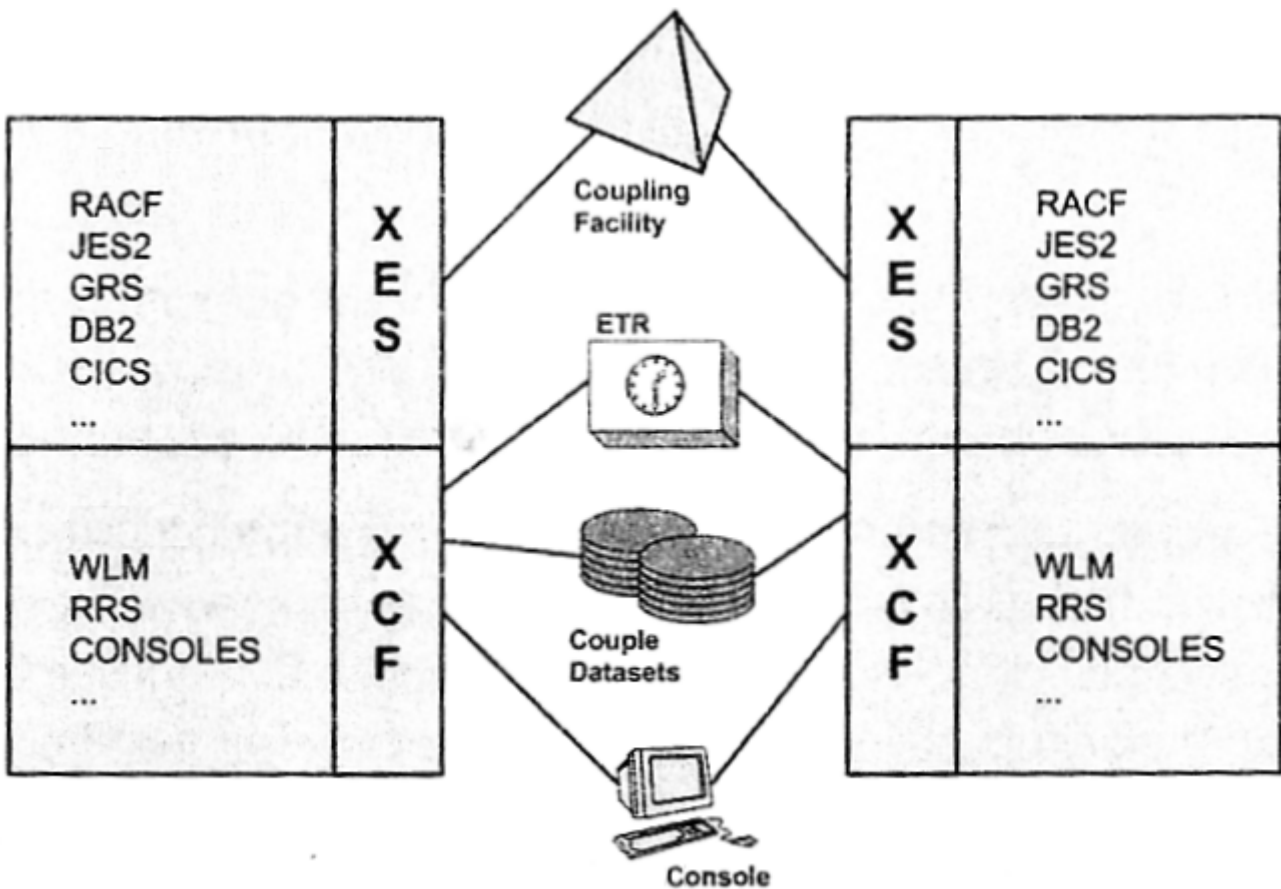 RACF
JES2
GRS
DB2
CICS
...
X
E
S
WLM
RRS
CONSOLES
...
X
C
F
Coupling
Facility
ETR
Couple
Datasets
Console
X
E
S
RACF
JES2
GRS
DB2
CICS
...
X
C
F
WLM
RRS
CONSOLES
...